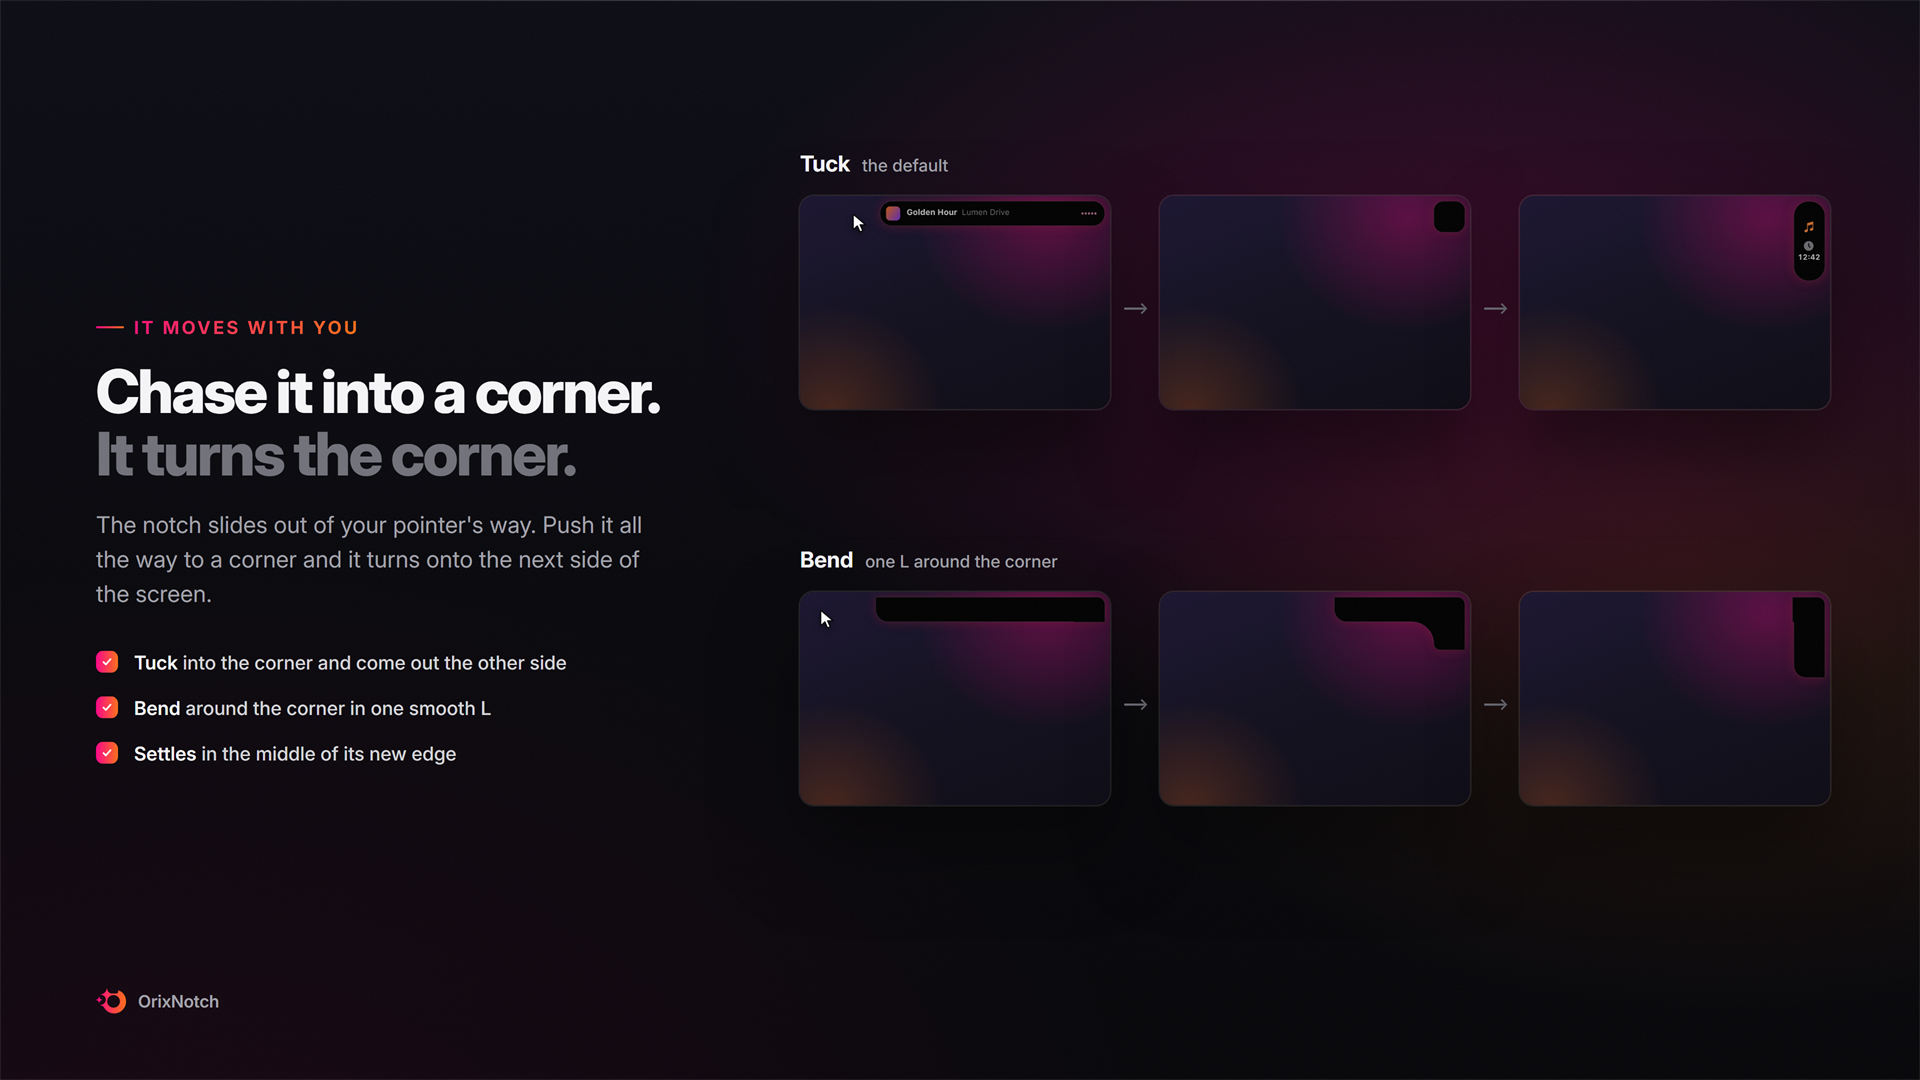 IT MOVES WITH YOU
Chase it into a corner.
It turns the corner.
The notch slides out of your pointer's way. Push it all
the way to a corner and it turns onto the next side of
the screen.
Tuck into the corner and come out the other side
Bend around the corner in one smooth L
Settles in the middle of its new edge
OrixNotch
Tuck the default
Golden Hour Lumen Drive
12:42
Bend one L around the corner